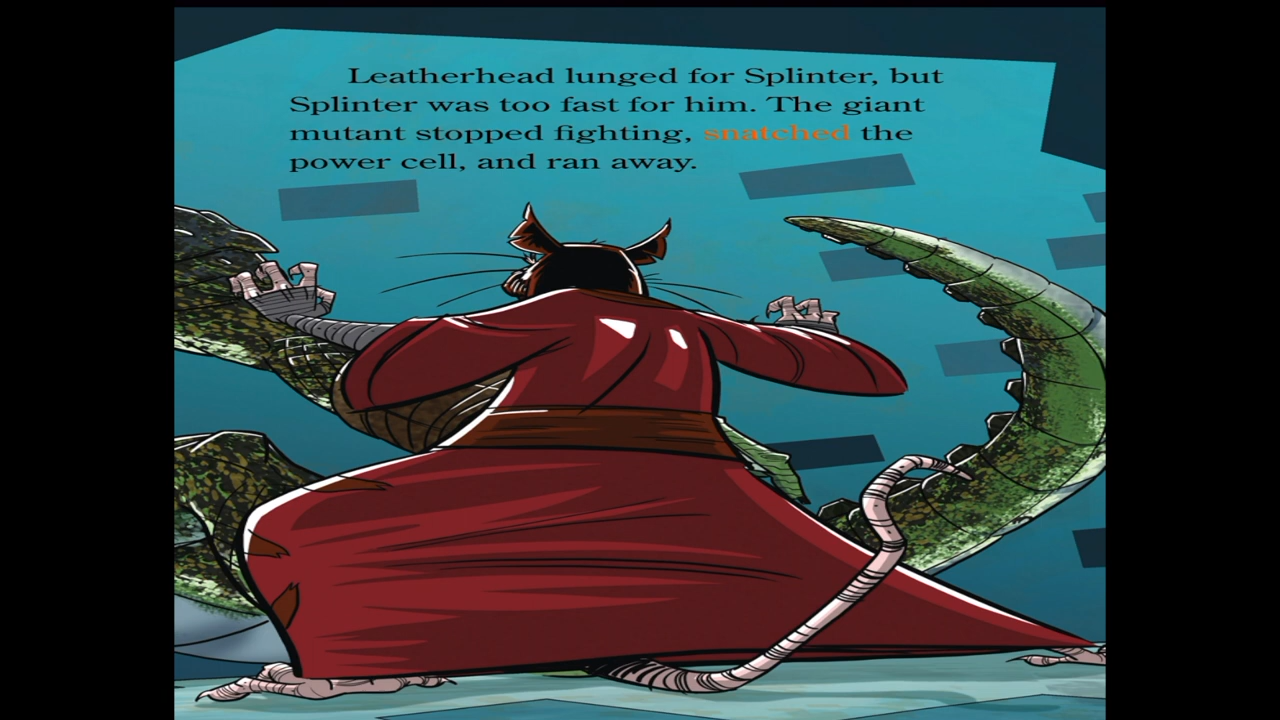 Leatherhead lunged for Splinter, but
Splinter was too fast for him. The giant
mutant stopped fighting, snatched the
power cell, and ran away.